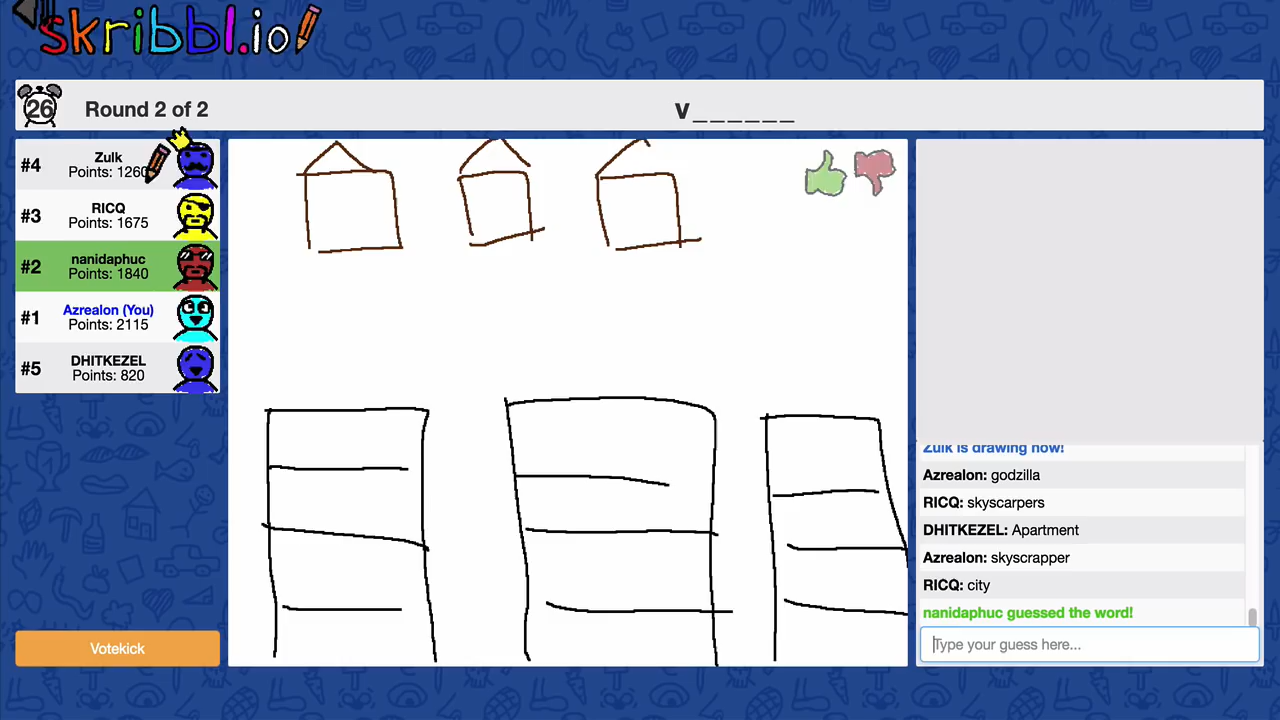 skribbl.io!
26
Round 2 of 2
v______
#4
Zulk
Points: 1260
#3
RICQ
Points: 1675
#2
nanidaphuc
Points: 1840
#1
Azrealon (You)
Points: 2115
#5
DHITKEZEL
Points: 820
Votekick
Zulk is drawing now!
Azrealon: godzilla
RICQ: skyscarpers
DHITKEZEL: Apartment
Azrealon: skyscrapper
RICQ: city
nanidaphuc guessed the word!
Type your guess here...